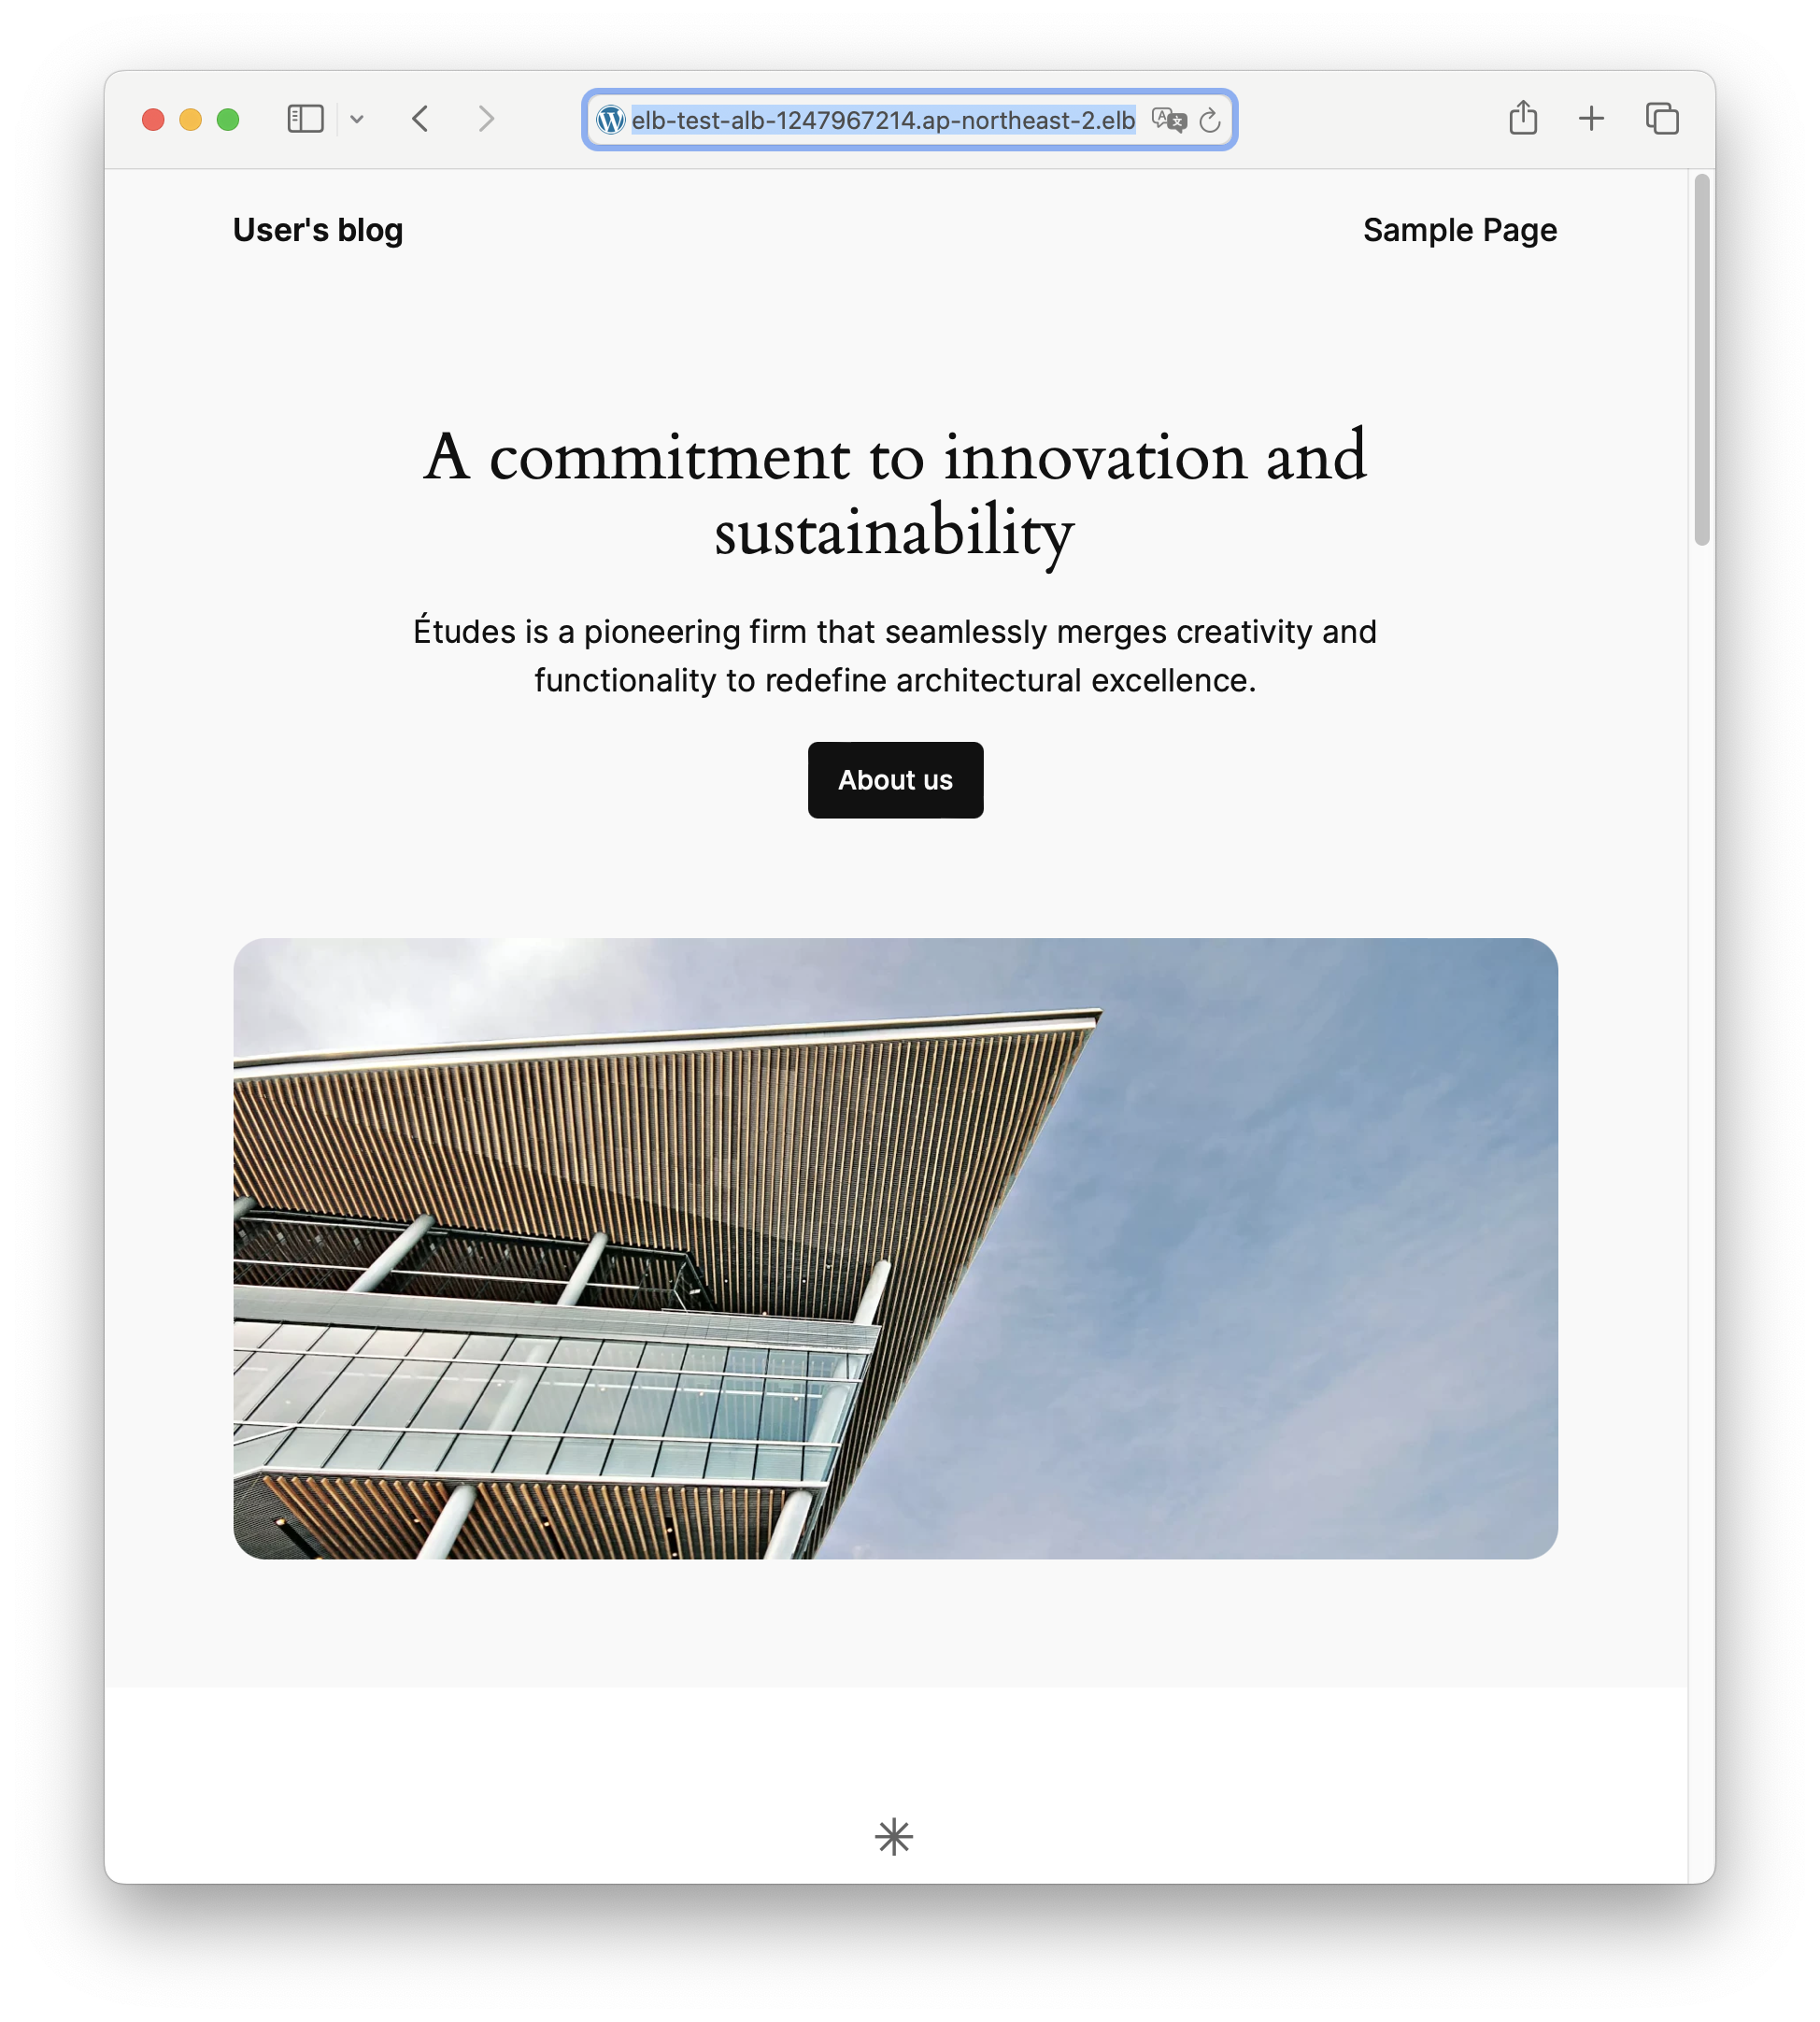 elb-test-alb-1247967214.ap-northeast-2.elb
User's blog
Sample Page
A commitment to innovation and
sustainability
Études is a pioneering firm that seamlessly merges creativity and
functionality to redefine architectural excellence.
About us